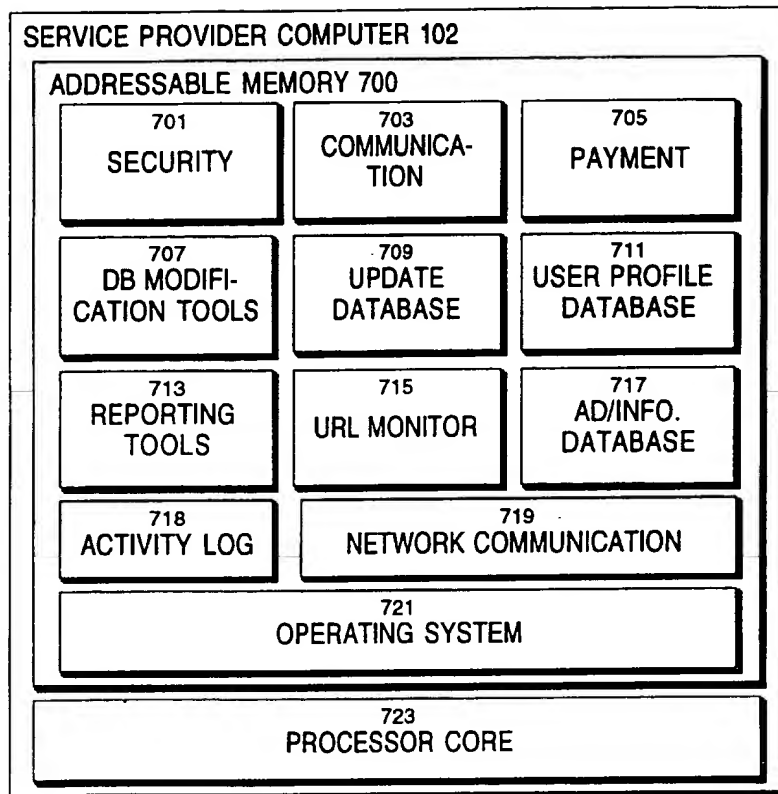 SERVICE PROVIDER COMPUTER 102
ADDRESSABLE MEMORY 700
701
SECURITY
703
COMMUNICA-
TION
705
PAYMENT
707
DB MODIFI-
CATION TOOLS
709
UPDATE
DATABASE
711
USER PROFILE
DATABASE
713
REPORTING
TOOLS
715
URL MONITOR
717
AD/INFO.
DATABASE
718
ACTIVITY LOG
719
NETWORK COMMUNICATION
721
OPERATING SYSTEM
723
PROCESSOR CORE